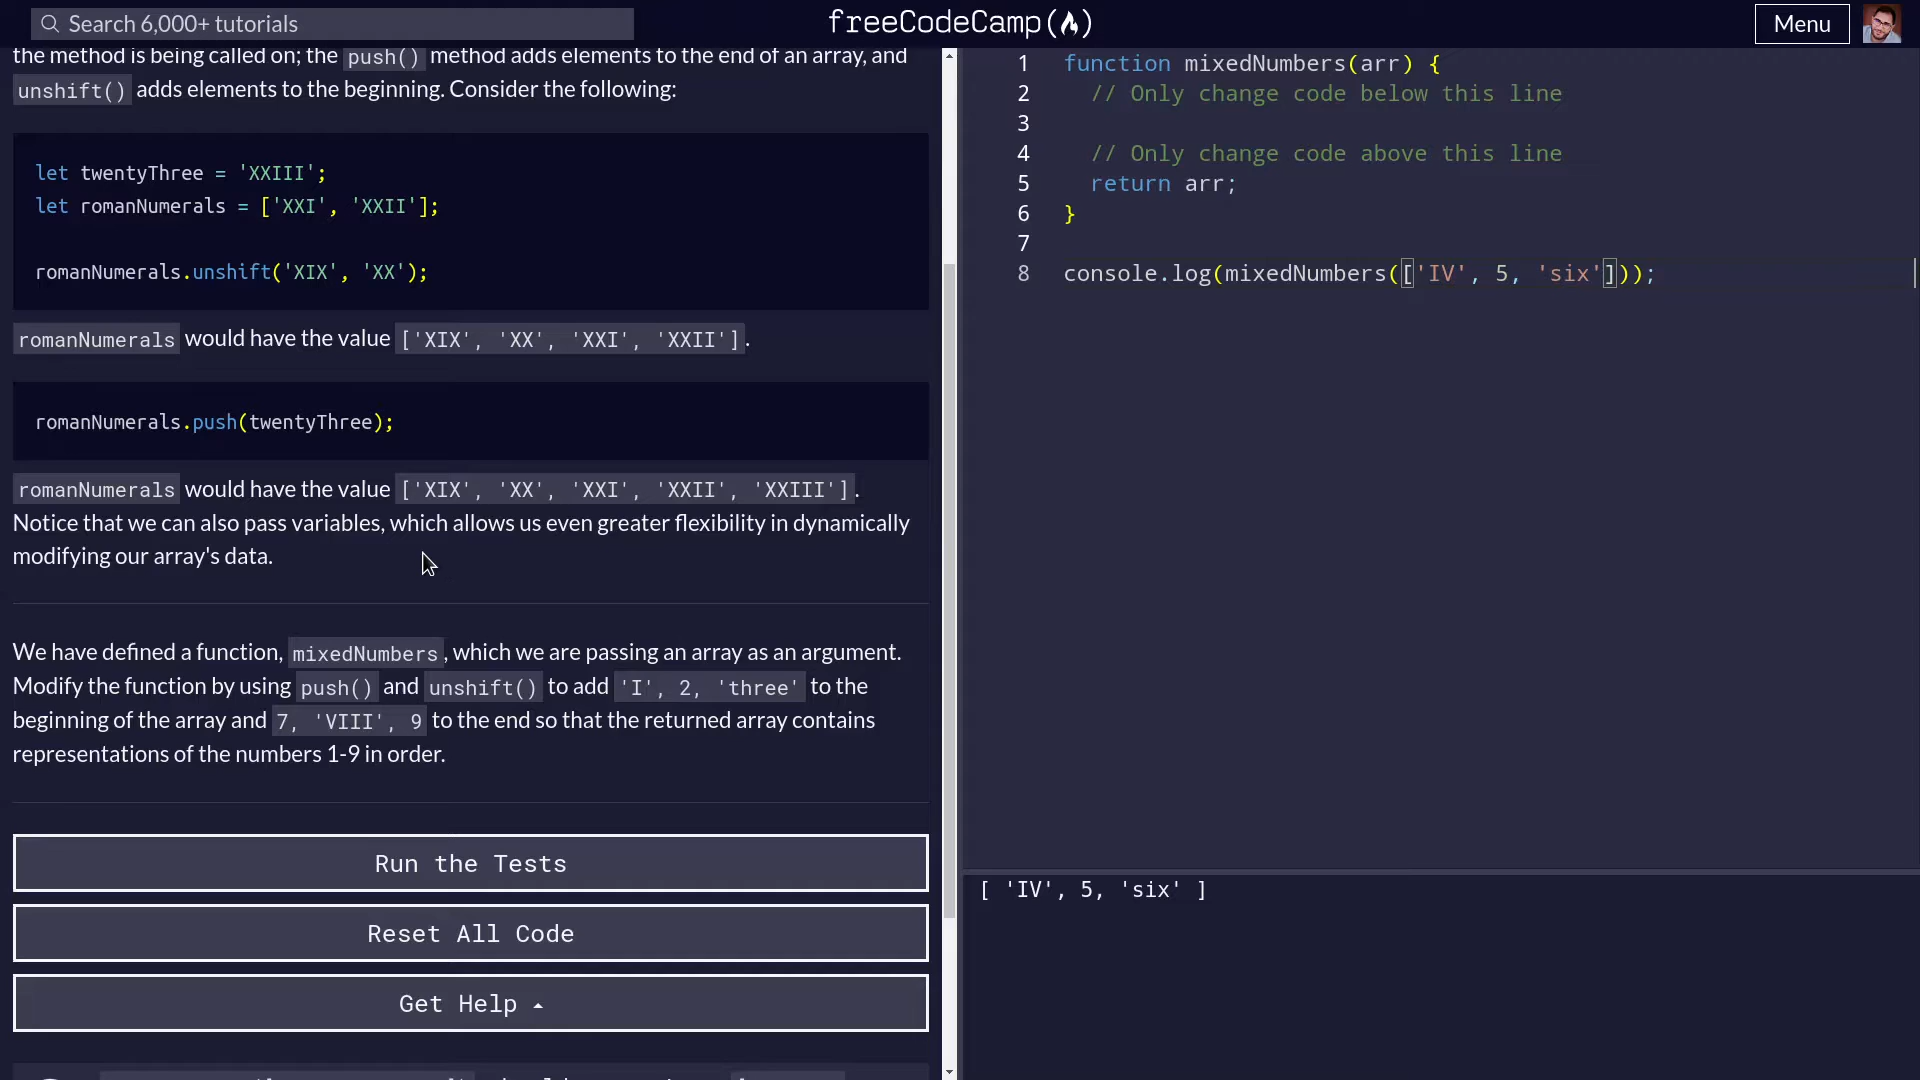 Search 6,000+ tutorials
freeCodeCamp
Menu
the method is being called on; the push() method adds elements to the end of an array, and
unshift() adds elements to the beginning. Consider the following:
let twentyThree = 'XXIII';
let romanNumerals = ['XXI', 'XXII'];
romanNumerals.unshift('XIX', 'XX');
romanNumerals would have the value ['XIX', 'XX', 'XXI', 'XXII'].
romanNumerals.push(twentyThree);
romanNumerals would have the value ['XIX', 'XX', 'XXI', 'XXII', 'XXIII'].
Notice that we can also pass variables, which allows us even greater flexibility in dynamically
modifying our array's data.
We have defined a function, mixedNumbers, which we are passing an array as an argument.
Modify the function by using push() and unshift() to add 'I', 2, 'three' to the
beginning of the array and 7, 'VIII', 9 to the end so that the returned array contains
representations of the numbers 1-9 in order.
Run the Tests
Reset All Code
Get Help
1 function mixedNumbers(arr) {
2 // Only change code below this line
3
4 // Only change code above this line
5 return arr;
6 }
7
8 console.log(mixedNumbers(['IV', 5, 'six']));
[ 'IV', 5, 'six' ]